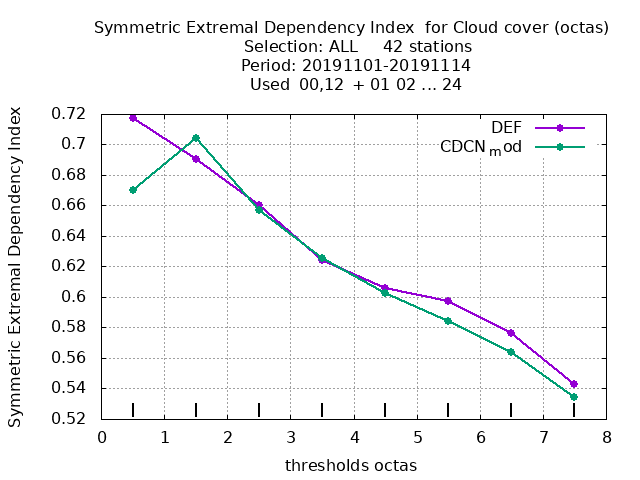 Symmetric Extremal Dependency Index  for Cloud cover (octas)
Selection: ALL     42 stations
Period: 20191101-20191114
Used  00,12  + 01 02 ... 24
Symmetric Extremal Dependency Index
0.72
0.7
0.68
0.66
0.64
0.62
0.6
0.58
0.56
0.54
0.52
DEF
CDCNmod
0 1 2 3 4 5 6 7 8
thresholds octas